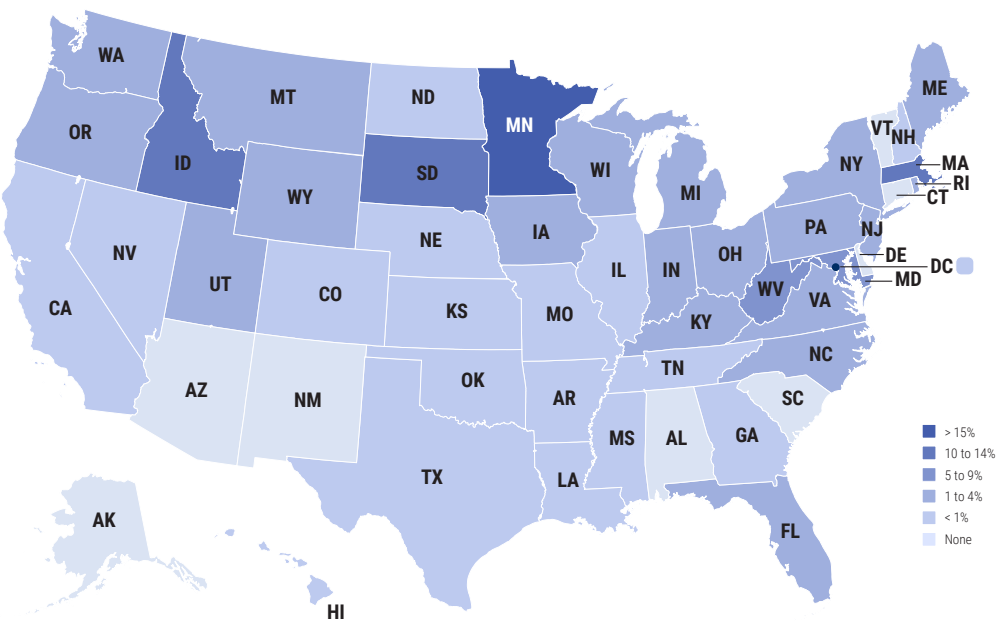 WA
MT
ND
MN
ME
OR
ID
SD
WI
VT
NH
NY
MA
RI
CT
WY
MI
IA
PA
NJ
NV
NE
OH
DE
DC
IL
IN
UT
CO
WV
MD
VA
CA
KS
MO
KY
NC
TN
AZ
NM
OK
AR
SC
MS
AL
GA
TX
LA
> 15%
10 to 14%
5 to 9%
1 to 4%
< 1%
None
AK
FL
HI